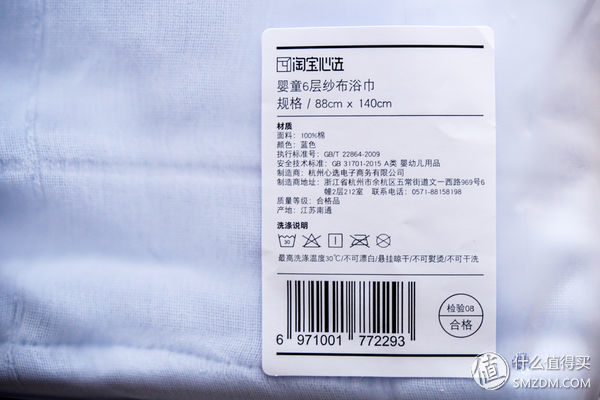 淘宝心选
婴童6层纱布浴巾
规格 / 88cm x 140cm
材质
面料：100%棉
颜色：蓝色
执行标准号：GB/T 22864-2009
安全技术标准：GB 31701-2015 A类 婴幼儿用品
制造商：杭州心选电子商务有限公司
制造商地址：浙江省杭州市余杭区五常街道文一西路969号6
幢2层212室 联系电话：0571-88158198
质量等级：合格品
产地：江苏南通
洗涤说明
30
最高洗涤温度30℃/不可漂白/悬挂晾干/不可熨烫/不可干洗
6 971001 772293
检验08
合格
值 什么值得买
SMZDM.COM